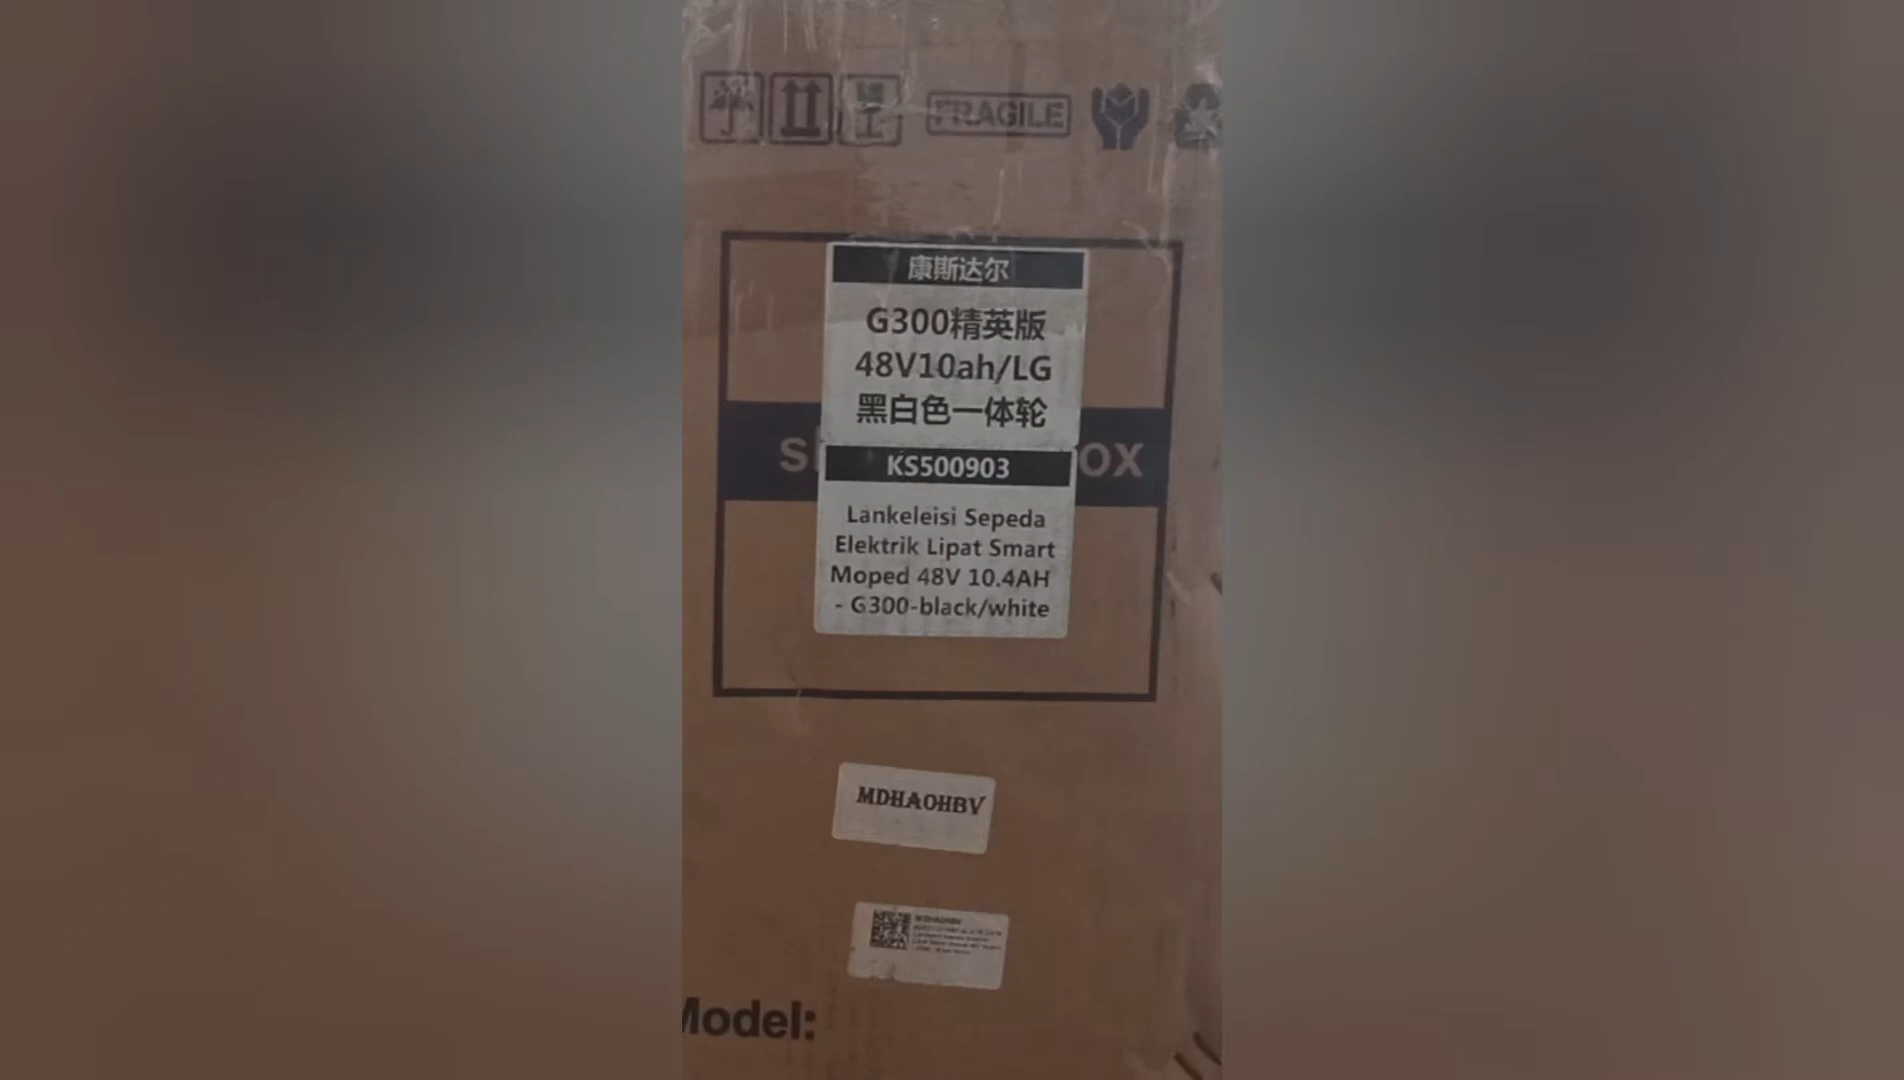 FRAGILE
康斯达尔
G300精英版
48V10ah/LG
黑白色一体轮
KS500903
Lankeleisi Sepeda
Elektrik Lipat Smart
Moped 48V 10.4AH
- G300-black/white
MDHAOHBV
MDHAOHBV
Model: